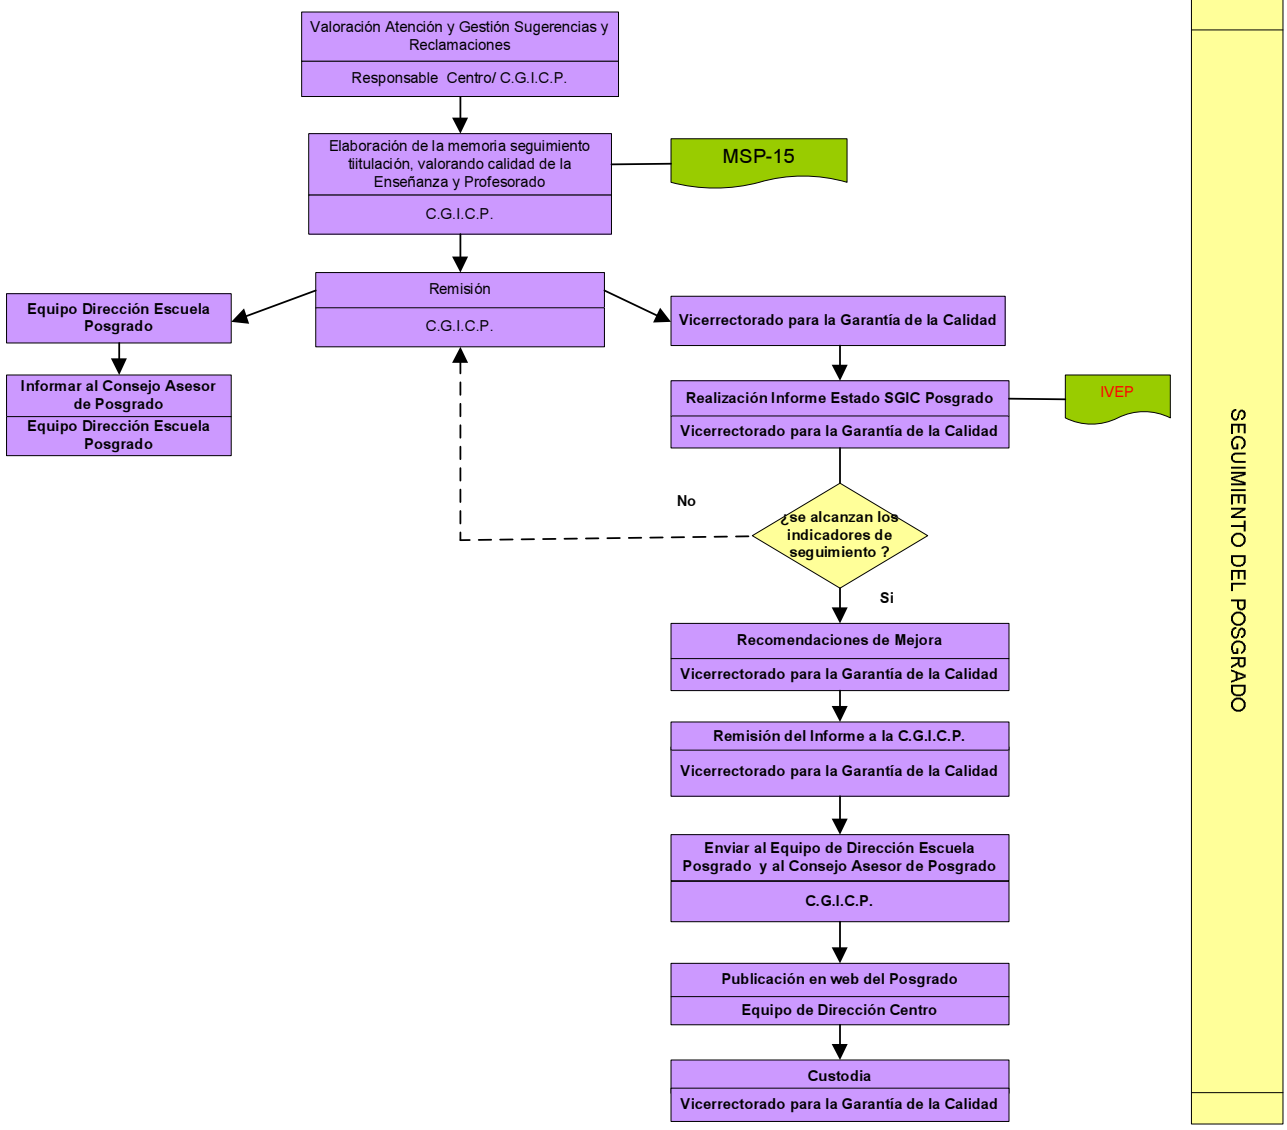 Valoración Atención y Gestión Sugerencias y
Reclamaciones
Responsable  Centro/ C.G.I.C.P.
Elaboración de la memoria seguimiento
tiitulación, valorando calidad de la
Enseñanza y Profesorado
C.G.I.C.P.
MSP-15
Remisión
C.G.I.C.P.
Equipo Dirección Escuela
Posgrado
Informar al Consejo Asesor
de Posgrado
Equipo Dirección Escuela
Posgrado
Vicerrectorado para la Garantía de la Calidad
Realización Informe Estado SGIC Posgrado
Vicerrectorado para la Garantía de la Calidad
IVEP
No
¿se alcanzan los
indicadores de
seguimiento ?
Si
Recomendaciones de Mejora
Vicerrectorado para la Garantía de la Calidad
Remisión del Informe a la C.G.I.C.P.
Vicerrectorado para la Garantía de la Calidad
Enviar al Equipo de Dirección Escuela
Posgrado  y al Consejo Asesor de Posgrado
C.G.I.C.P.
Publicación en web del Posgrado
Equipo de Dirección Centro
Custodia
Vicerrectorado para la Garantía de la Calidad
SEGUIMIENTO DEL POSGRADO